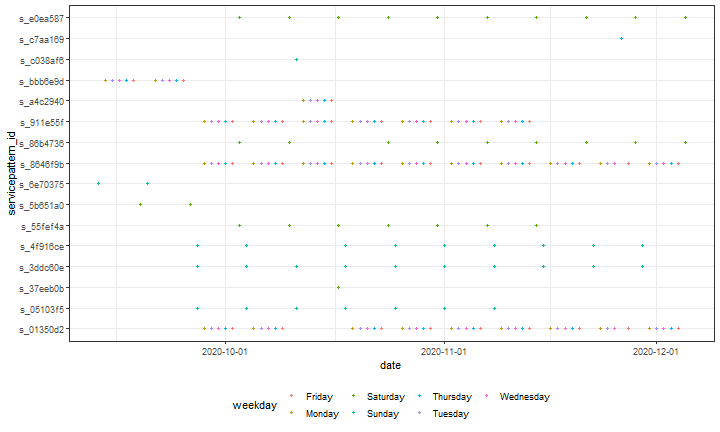 s_e0ea587
s_c7aa169
s_c038af6
s_bbb6e9d
s_a4c2940
s_911e55f
s_86b4736
s_8646f9b
s_6e70375
s_5b651a0
s_55fef4a
s_4f916ce
s_3ddc60e
s_37eeb0b
s_05103f5
s_01350d2
servicepattern_id
2020-10-01 2020-11-01 2020-12-01
date
weekday
Friday Saturday Thursday Wednesday
Monday Sunday Tuesday